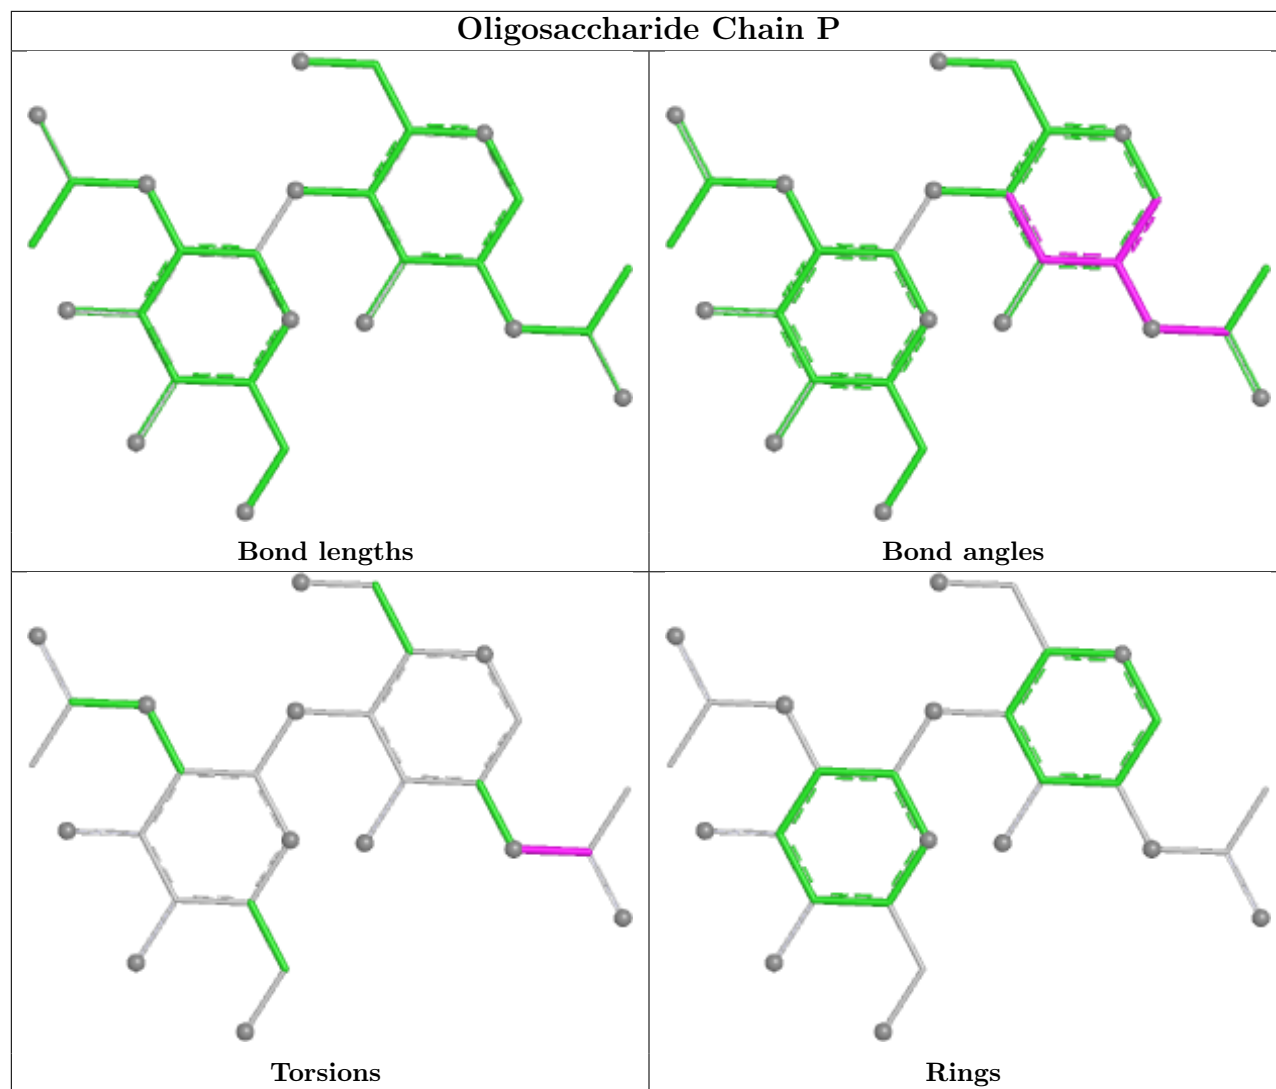 Oligosaccharide Chain P
Bond lengths
Bond angles
Torsions
Rings